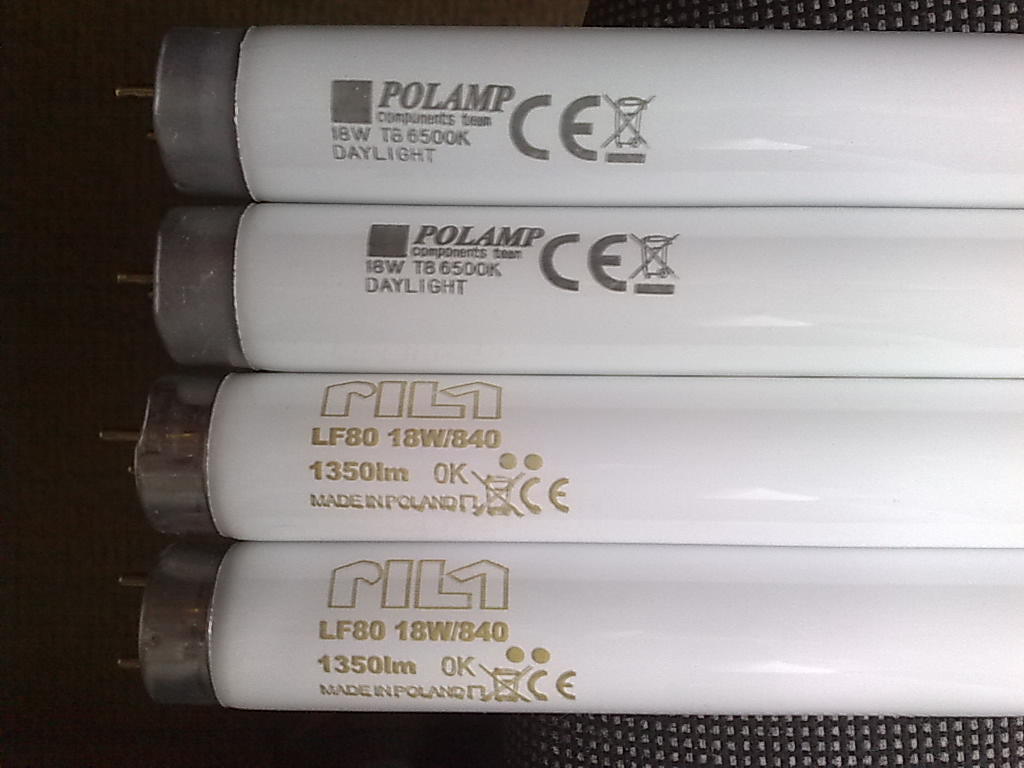 POLAMP
components team
18W T8 6500K
DAYLIGHT
CE
POLAMP
components team
18W T8 6500K
DAYLIGHT
CE
PILA
LF80 18W/840
1350lm 0K
MADE IN POLAND CE
PILA
LF80 18W/840
1350lm 0K
MADE IN POLAND CE